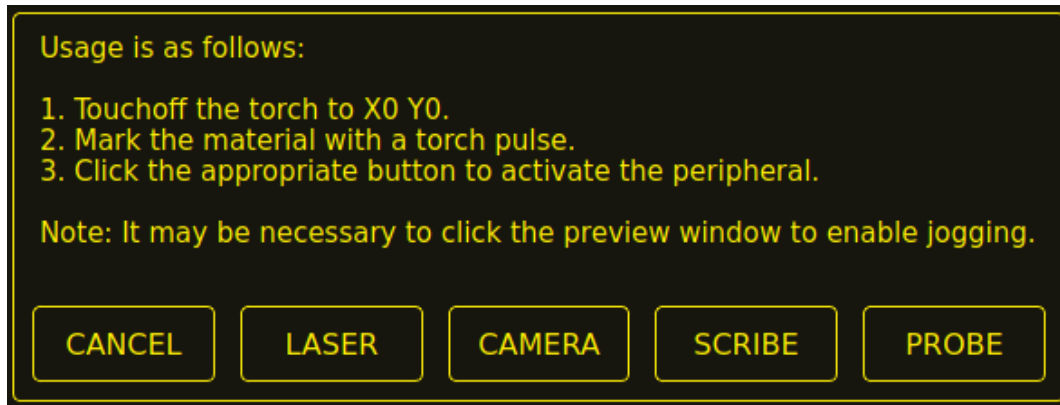 Usage is as follows:
1. Touchoff the torch to X0 Y0.
2. Mark the material with a torch pulse.
3. Click the appropriate button to activate the peripheral.
Note: It may be necessary to click the preview window to enable jogging.
CANCEL LASER CAMERA SCRIBE PROBE